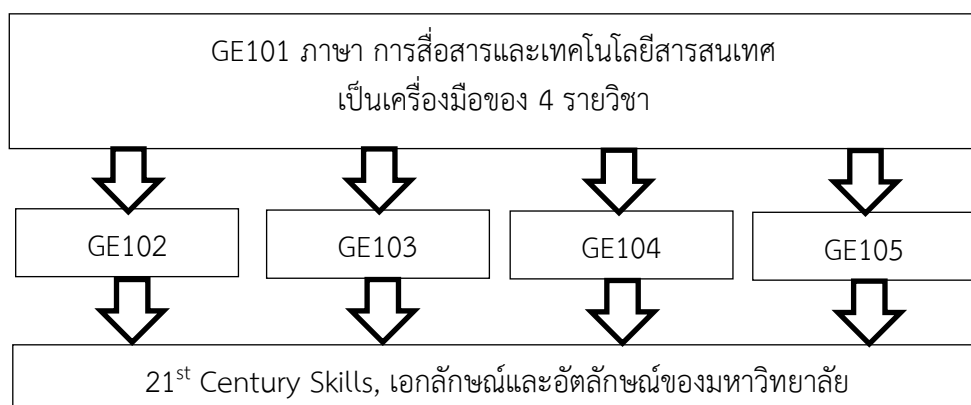 GE101 ภาษา การสื่อสารและเทคโนโลยีสารสนเทศ
เป็นเครื่องมือของ 4 รายวิชา
GE102 GE103 GE104 GE105
21st Century Skills, เอกลักษณ์และอัตลักษณ์ของมหาวิทยาลัย